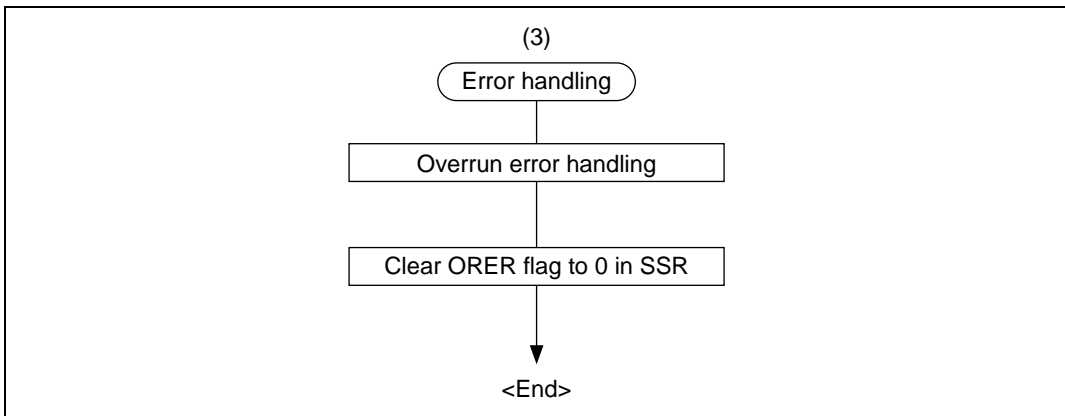 (3)
Error handling
Overrun error handling
Clear ORER flag to 0 in SSR
<End>